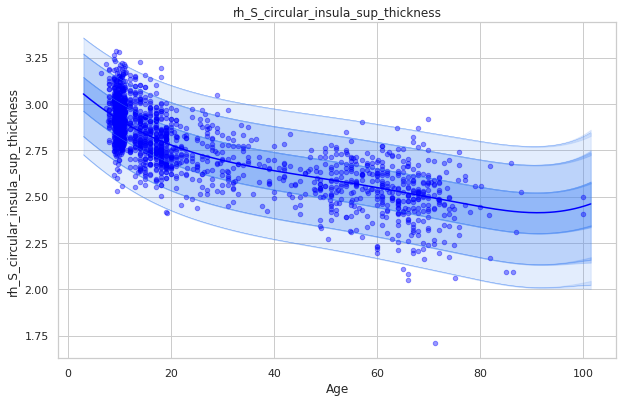 rh_S_circular_insula_sup_thickness
rh_S_circular_insula_sup_thickness
3.25
3.00
2.75
2.50
2.25
2.00
1.75
0 20 40 60 80 100
Age